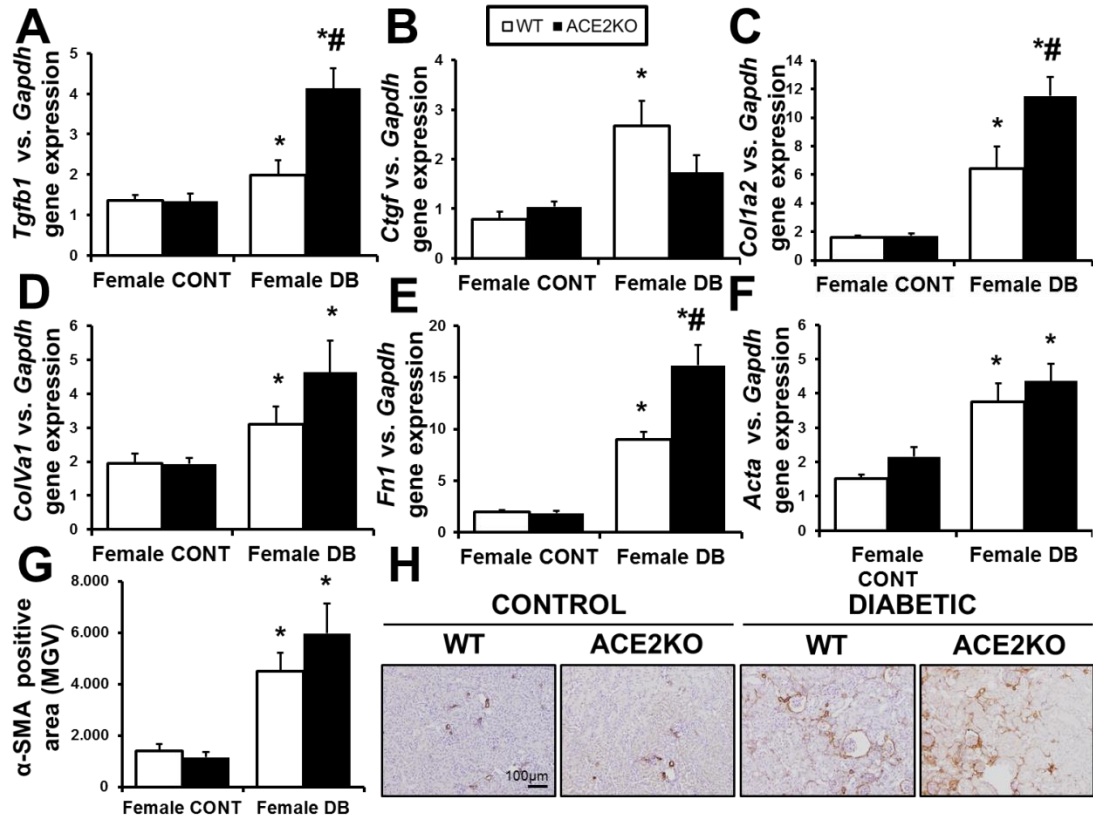 A
B
C
WT ACE2KO
Tgfb1 vs. Gapdh
gene expression
5
4
3
2
1
0
*
*#
Female CONT Female DB
Ctgf vs. Gapdh
gene expression
4
3
2
1
0
*
Female CONT Female DB
Col1a2 vs. Gapdh
gene expression
14
12
10
8
6
4
2
0
*
*#
Female CONT Female DB
D
E
F
ColVa1 vs. Gapdh
gene expression
6
5
4
3
2
1
0
*
*
Female CONT Female DB
Fn1 vs. Gapdh
gene expression
20
15
10
5
0
*
*#
Female CONT Female DB
Acta vs. Gapdh
gene expression
6
5
4
3
2
1
0
*
*
Female
CONT
Female DB
G
α-SMA positive
area (MGV)
8.000
6.000
4.000
2.000
0
*
*
Female CONT Female DB
H
CONTROL DIABETIC
WT ACE2KO WT ACE2KO
100µm